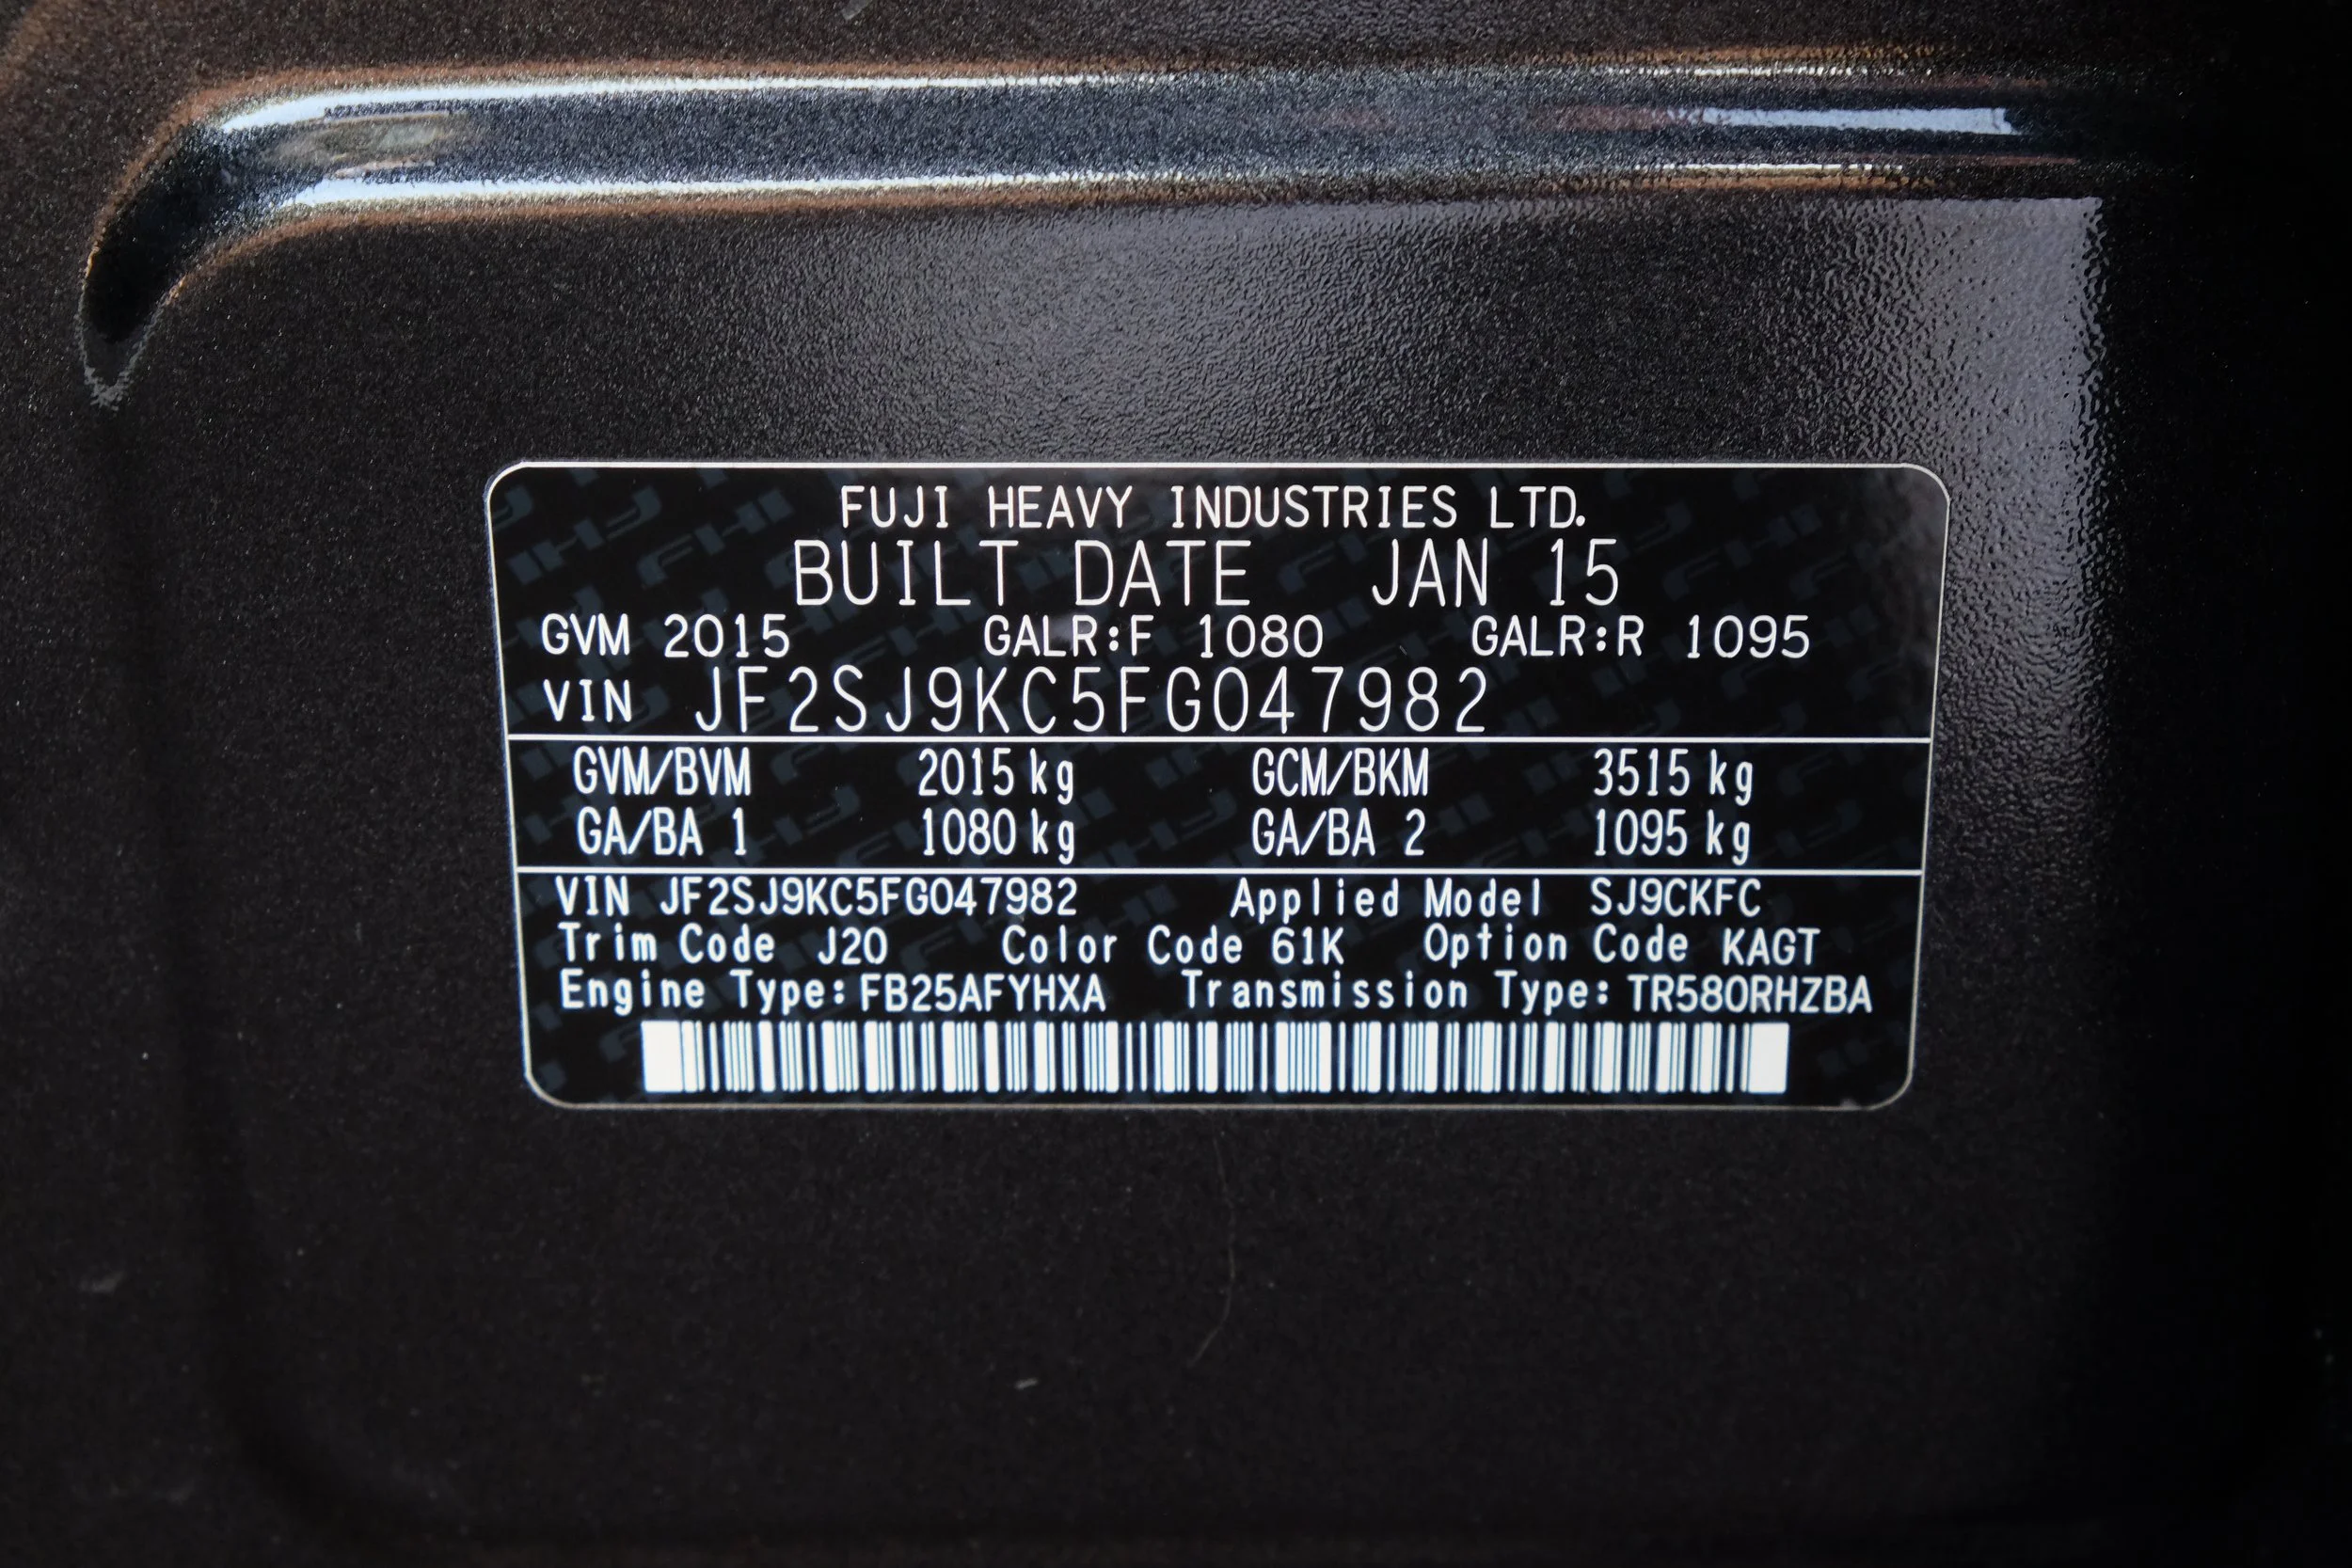 FUJI HEAVY INDUSTRIES LTD.
BUILT DATE JAN 15
GVM 2015 GALR:F 1080 GALR:R 1095
VIN JF2SJ9KC5FG047982
GVM/BVM 2015 kg GCM/BKM 3515 kg
GA/BA 1 1080 kg GA/BA 2 1095 kg
VIN JF2SJ9KC5FG047982 Applied Model SJ9CKFC
Trim Code J20 Color Code 61K Option Code KAGT
Engine Type:FB25AFYHXA Transmission Type:TR580RHZBA